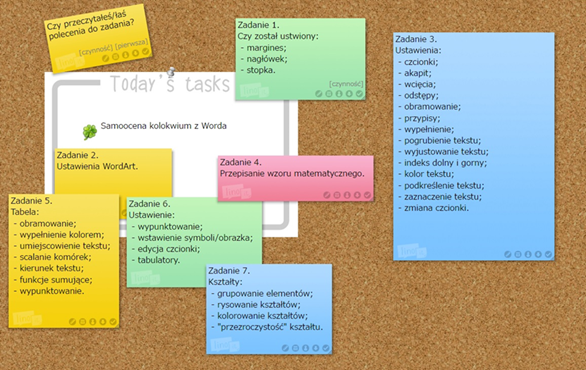 Czy przeczytałeś/łaś
polecenia do zadania?
[czynność] [pierwsza]
Today's tasks
Samoocena kolokwium z Worda
Zadanie 1.
Czy został ustwiony:
- margines;
- nagłówek;
- stopka.
[czynność]
Zadanie 2.
Ustawienia WordArt.
Zadanie 3.
Ustawienia:
- czcionki;
- akapit;
- wcięcia;
- odstępy;
- obramowanie;
- przypisy;
- wypełnienie;
- pogrubienie tekstu;
- wyjustowanie tekstu;
- indeks dolny i gorny;
- kolor tekstu;
- podkreślenie tekstu;
- zaznaczenie tekstu;
- zmiana czcionki.
Zadanie 4.
Przepisanie wzoru matematycznego.
Zadanie 5.
Tabela:
- obramowanie;
- wypełnienie kolorem;
- umiejscowienie tekstu;
- scalanie komórek;
- kierunek tekstu;
- funkcje sumujące;
- wypunktowanie.
Zadanie 6.
Ustawienie:
- wypunktowanie;
- wstawienie symboli/obrazka;
- edycja czcionki;
- tabulatory.
Zadanie 7.
Kształty:
- grupowanie elementów;
- rysowanie kształtów;
- kolorowanie kształtów;
- "przezroczystość" kształtu.